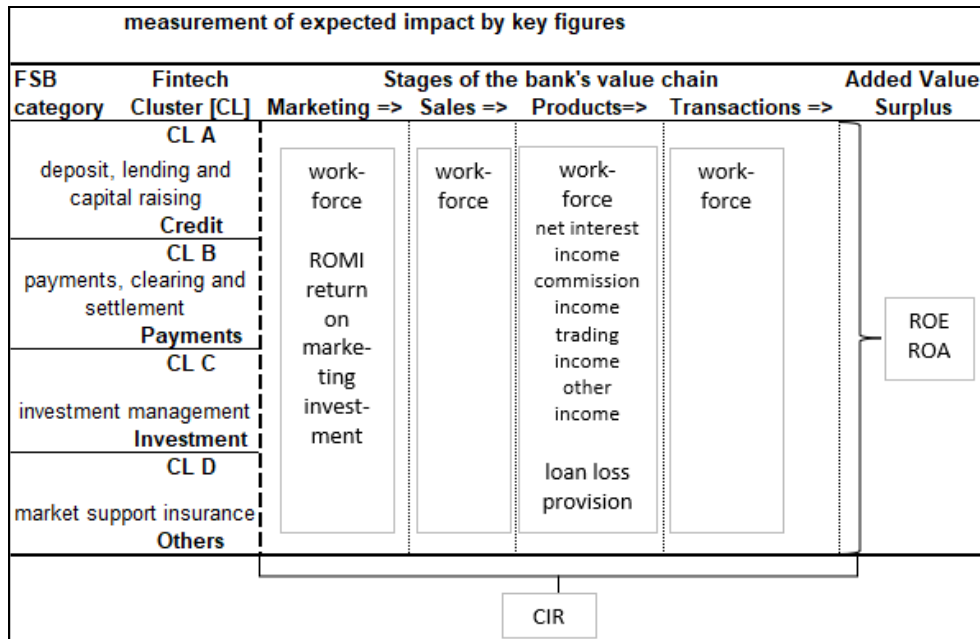 measurement of expected impact by key figures
FSB Fintech Stages of the bank's value chain Added Value
category Cluster [CL] Marketing => Sales => Products=> Transactions => Surplus
CL A
deposit, lending and
capital raising
Credit
CL B
payments, clearing and
settlement
Payments
CL C
investment management
Investment
CL D
market support insurance
Others
work-
force
ROMI
return
on
marke-
ting
invest-
ment
work-
force
work-
force
net interest
income
commission
income
trading
income
other
income
loan loss
provision
work-
force
ROE
ROA
CIR